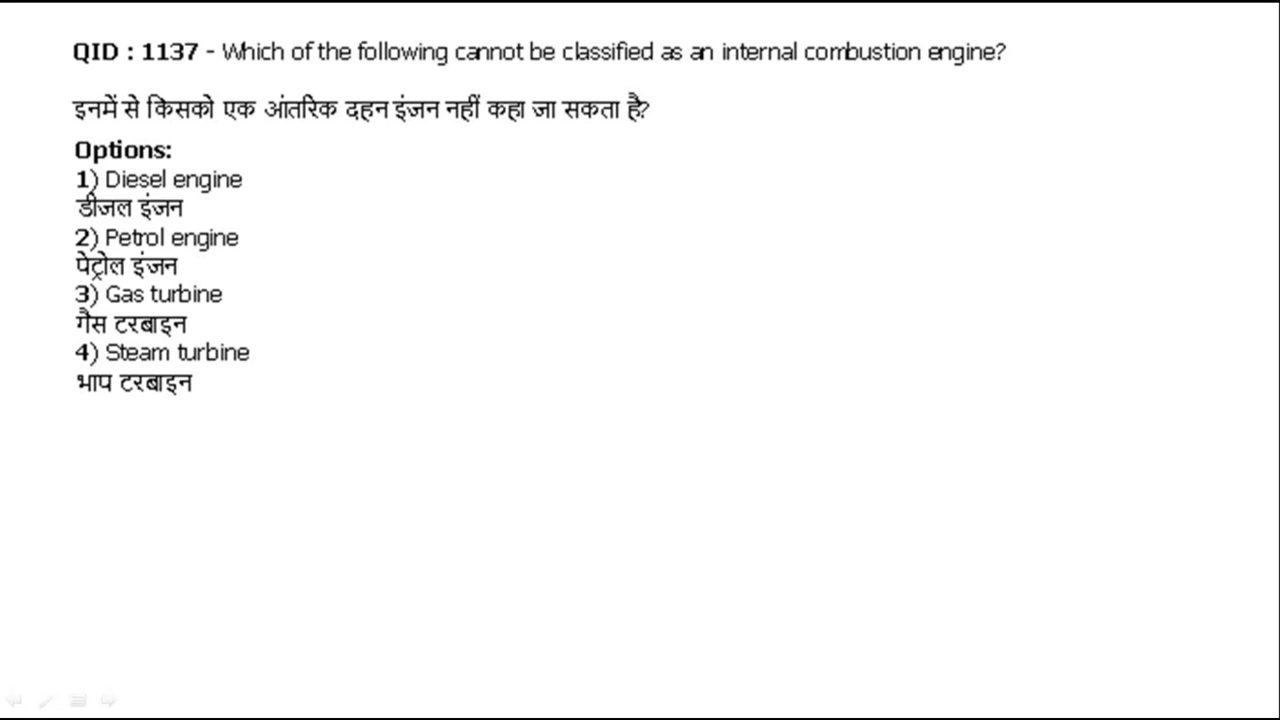 QID : 1137 - Which of the following cannot be classified as an internal combustion engine?
इनमें से किसको एक आंतरिक दहन इंजन नहीं कहा जा सकता है?
Options:
1) Diesel engine
डीजल इंजन
2) Petrol engine
पेट्रोल इंजन
3) Gas turbine
गैस टरबाइन
4) Steam turbine
भाप टरबाइन